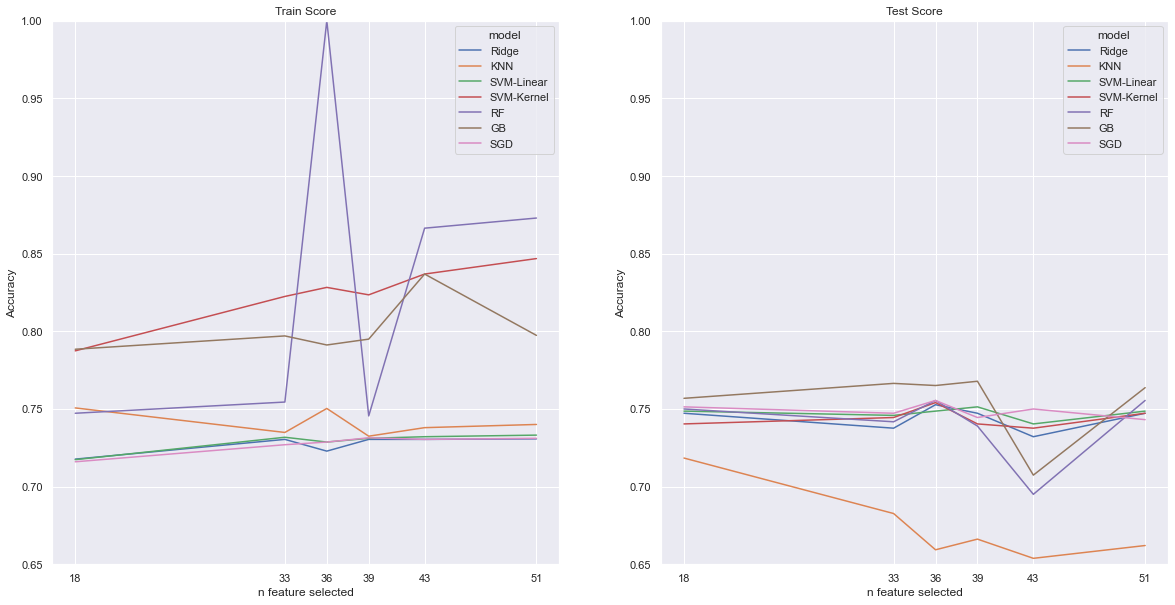 Train Score
1.00
0.95
0.90
0.85
0.80
0.75
0.70
0.65
Accuracy
18
33
36
39
43
51
n feature selected
model
Ridge
KNN
SVM-Linear
SVM-Kernel
RF
GB
SGD
Test Score
1.00
0.95
0.90
0.85
0.80
0.75
0.70
0.65
Accuracy
18
33
36
39
43
51
n feature selected
model
Ridge
KNN
SVM-Linear
SVM-Kernel
RF
GB
SGD